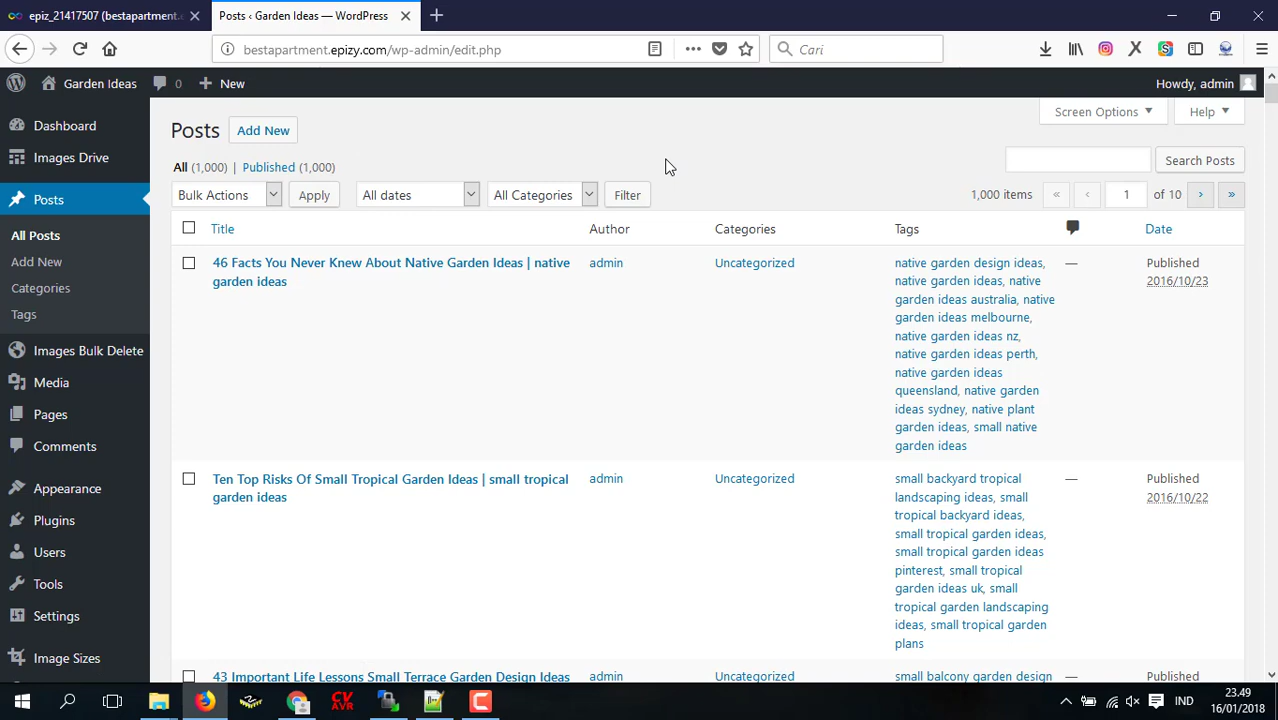 epiz_21417507 (bestapartment.e
Posts ‹ Garden Ideas — WordPress
bestapartment.epizy.com/wp-admin/edit.php
Cari
Garden Ideas
0
New
Howdy, admin
Screen Options
Help
Dashboard
Images Drive
Posts
All Posts
Add New
Categories
Tags
Images Bulk Delete
Media
Pages
Comments
Appearance
Plugins
Users
Tools
Settings
Image Sizes
Posts
Add New
All (1,000) | Published (1,000)
Search Posts
Bulk Actions
Apply
All dates
All Categories
Filter
1,000 items
«
‹
1
of 10
›
»
Title
Author
Categories
Tags
Date
46 Facts You Never Knew About Native Garden Ideas | native
garden ideas
admin
Uncategorized
native garden design ideas,
native garden ideas, native
garden ideas australia, native
garden ideas melbourne,
native garden ideas nz,
native garden ideas perth,
native garden ideas
queensland, native garden
ideas sydney, native plant
garden ideas, small native
garden ideas
—
Published
2016/10/23
Ten Top Risks Of Small Tropical Garden Ideas | small tropical
garden ideas
admin
Uncategorized
small backyard tropical
landscaping ideas, small
tropical backyard ideas,
small tropical garden ideas,
small tropical garden ideas
pinterest, small tropical
garden ideas uk, small
tropical garden landscaping
ideas, small tropical garden
plans
—
Published
2016/10/22
43 Important Life Lessons Small Terrace Garden Design Ideas
admin
Uncategorized
small balcony garden design
—
Published
CV
AVR
IND
23.49
16/01/2018